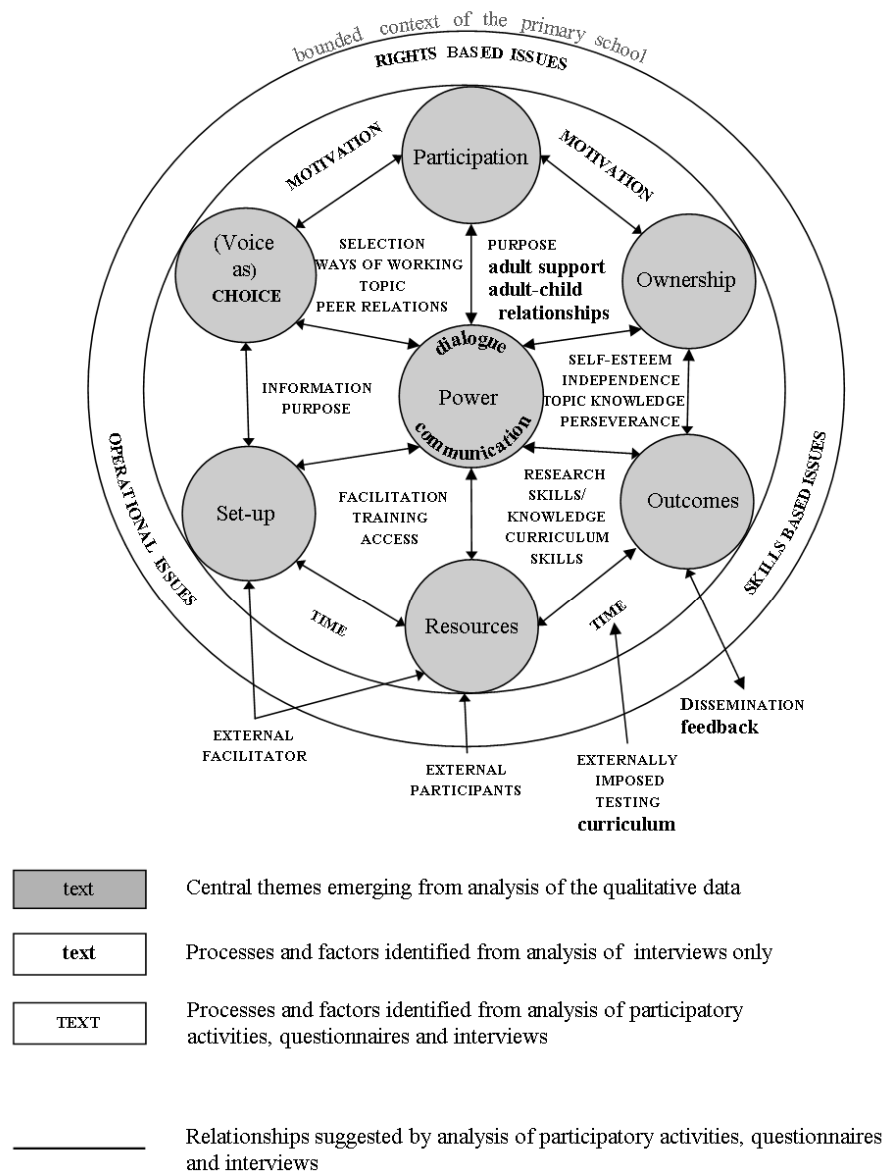 bounded context of the primary school
RIGHTS BASED ISSUES
MOTIVATION
Participation
MOTIVATION
(Voice
as)
CHOICE
SELECTION
WAYS OF WORKING
TOPIC
PEER RELATIONS
PURPOSE
adult support
adult-child
relationships
Ownership
dialogue
Power
communication
INFORMATION
PURPOSE
SELF-ESTEEM
INDEPENDENCE
TOPIC KNOWLEDGE
PERSEVERANCE
OPERATIONAL ISSUES
Set-up
FACILITATION
TRAINING
ACCESS
RESEARCH
SKILLS/
KNOWLEDGE
CURRICULUM
SKILLS
Outcomes
SKILLS BASED ISSUES
TIME
Resources
TIME
EXTERNAL
FACILITATOR
EXTERNAL
PARTICIPANTS
EXTERNALLY
IMPOSED
TESTING
curriculum
DISSEMINATION
feedback
text
Central themes emerging from analysis of the qualitative data
text
Processes and factors identified from analysis of interviews only
TEXT
Processes and factors identified from analysis of participatory
activities, questionnaires and interviews
Relationships suggested by analysis of participatory activities, questionnaires
and interviews